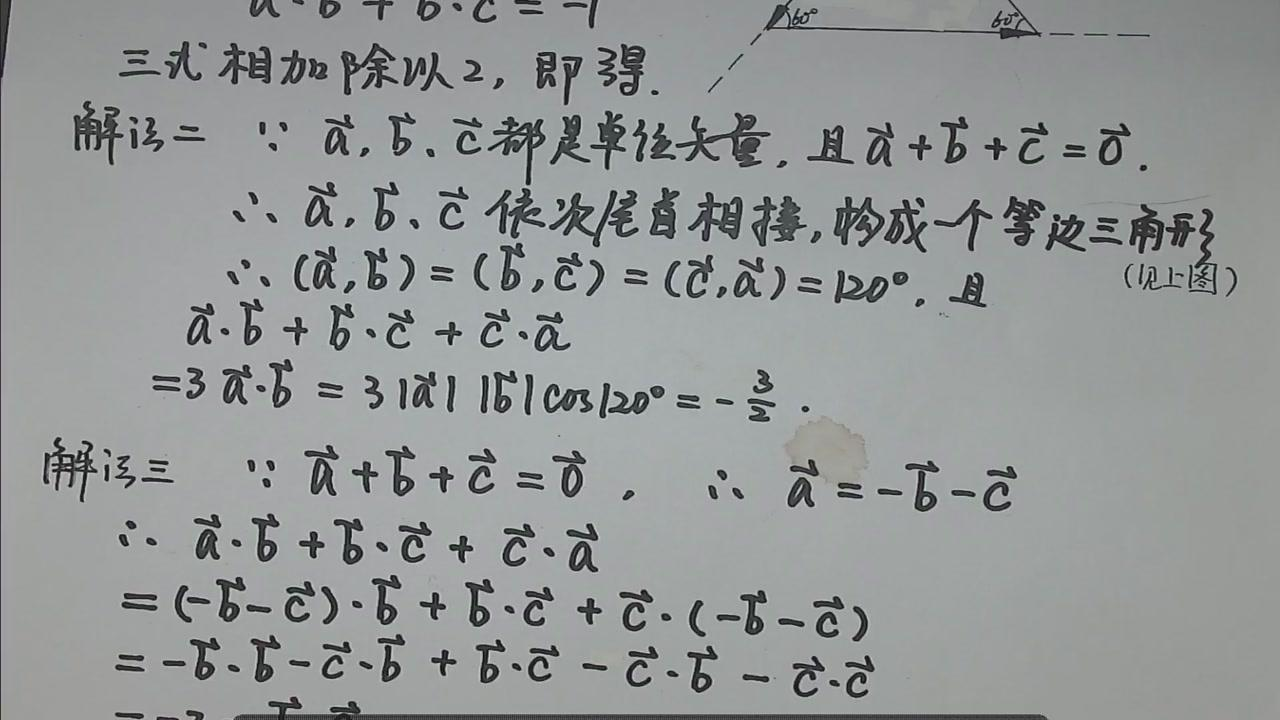 a⃗·b⃗ + b⃗·c⃗ = -1
60° 60°
三式相加除以2, 即得.
解法二 ∵ a⃗, b⃗、c⃗都是单位矢量, 且a⃗+b⃗+c⃗=0⃗.
∴ a⃗, b⃗、c⃗ 依次尾首相接, 构成一个等边三角形
(见上图)
∴ (a⃗,b⃗)=(b⃗,c⃗)=(c⃗,a⃗)=120°, 且
a⃗·b⃗ + b⃗·c⃗ + c⃗·a⃗
=3 a⃗·b⃗ = 3|a⃗| |b⃗|cos120° = -3/2.
解法三 ∵ a⃗+b⃗+c⃗=0⃗, ∴ a⃗=-b⃗-c⃗
∴ a⃗·b⃗+b⃗·c⃗+ c⃗·a⃗
=(-b⃗-c⃗)·b⃗ + b⃗·c⃗ + c⃗·(-b⃗-c⃗)
= -b⃗·b⃗-c⃗·b⃗ + b⃗·c⃗ - c⃗·b⃗ - c⃗·c⃗